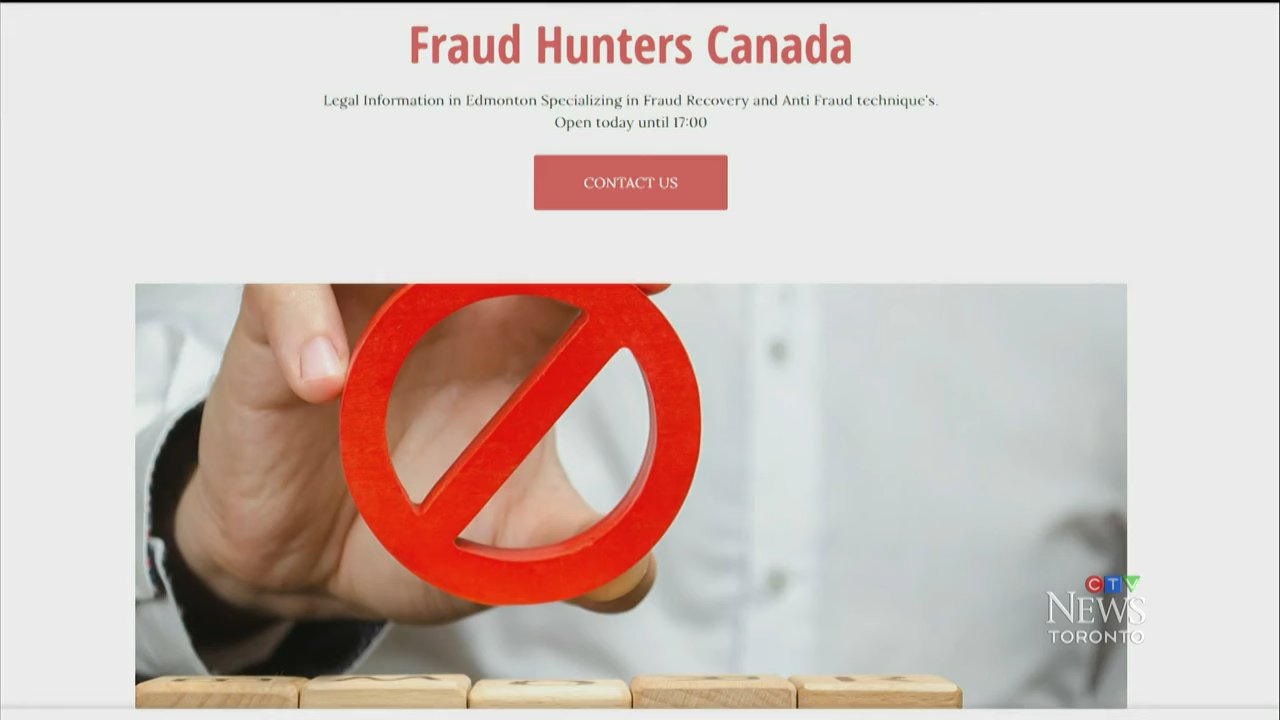 Fraud Hunters Canada
Legal Information in Edmonton Specializing in Fraud Recovery and Anti Fraud technique's.
Open today until 17:00
CONTACT US
CTV
NEWS
TORONTO